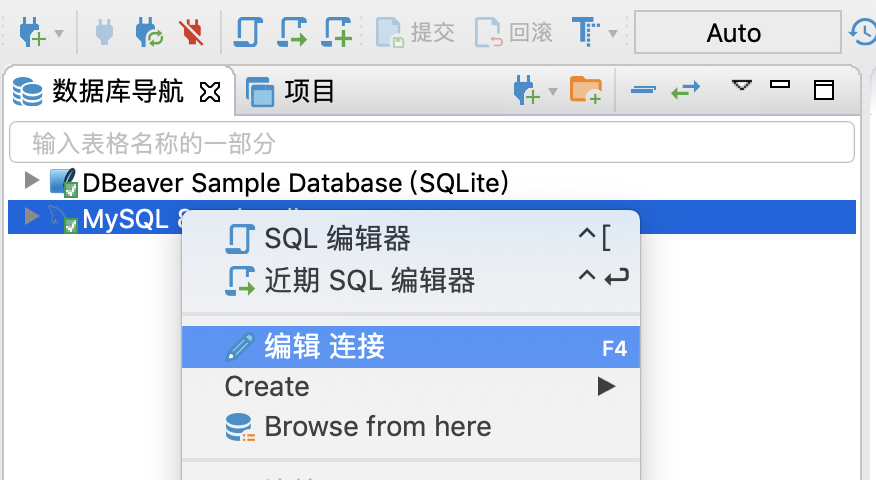 提交 回滚 Auto
数据库导航 项目
输入表格名称的一部分
DBeaver Sample Database (SQLite)
MySQL
SQL 编辑器 ^[
近期 SQL 编辑器 ^↩
编辑 连接 F4
Create
Browse from here